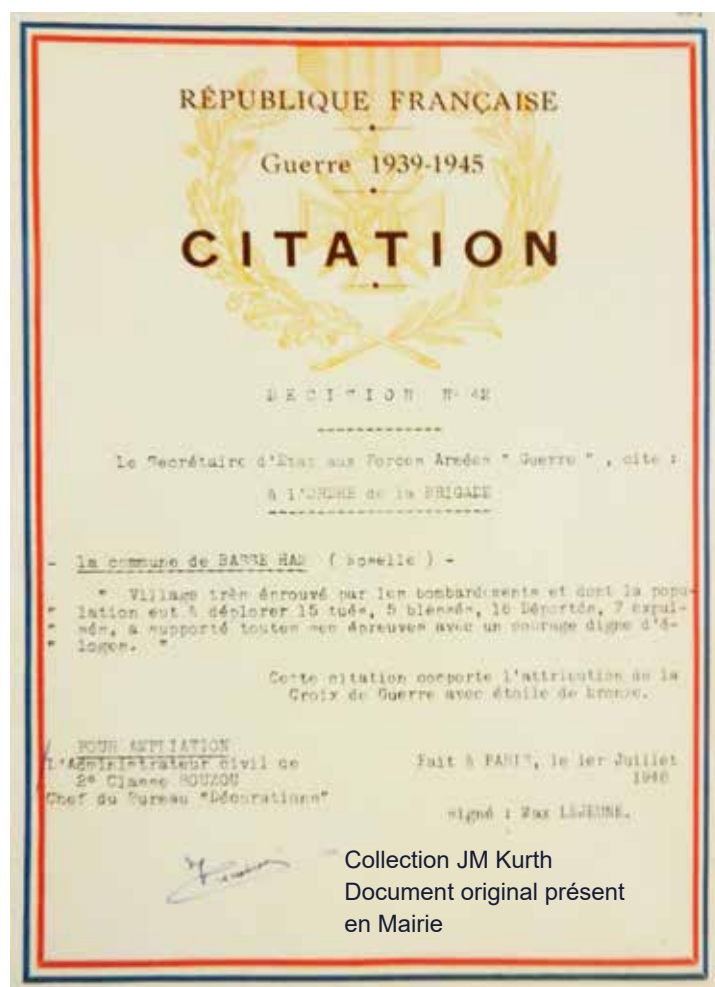 RÉPUBLIQUE FRANÇAISE
Guerre 1939-1945
CITATION
DECISION N° 42
Le Secrétaire d'Etat aux Forces Armées " Guerre " , cite :
à l'ORDRE de la BRIGADE
- la commune de BASSE HAM ( Moselle ) -
" Village très éprouvé par les bombardements et dont la popu-
" lation eut à déplorer 15 tués, 5 blessés, 16 Déportés, 7 expul-
" sés, a supporté toutes ses épreuves avec un courage digne d'é-
" loges. "
Cette citation comporte l'attribution de la
Croix de Guerre avec étoile de bronze.
POUR AMPLIATION
L'Administrateur civil de
2° Classe BOUZOU
Chef du Bureau "Décorations"
Fait à PARIS, le 1er Juillet
1948
signé : Max LEJEUNE.
Collection JM Kurth
Document original présent
en Mairie